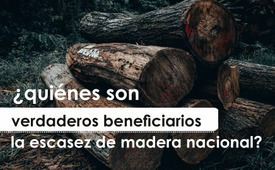 ¿quiénes son
verdaderos beneficiarios
la escasez de madera nacional?